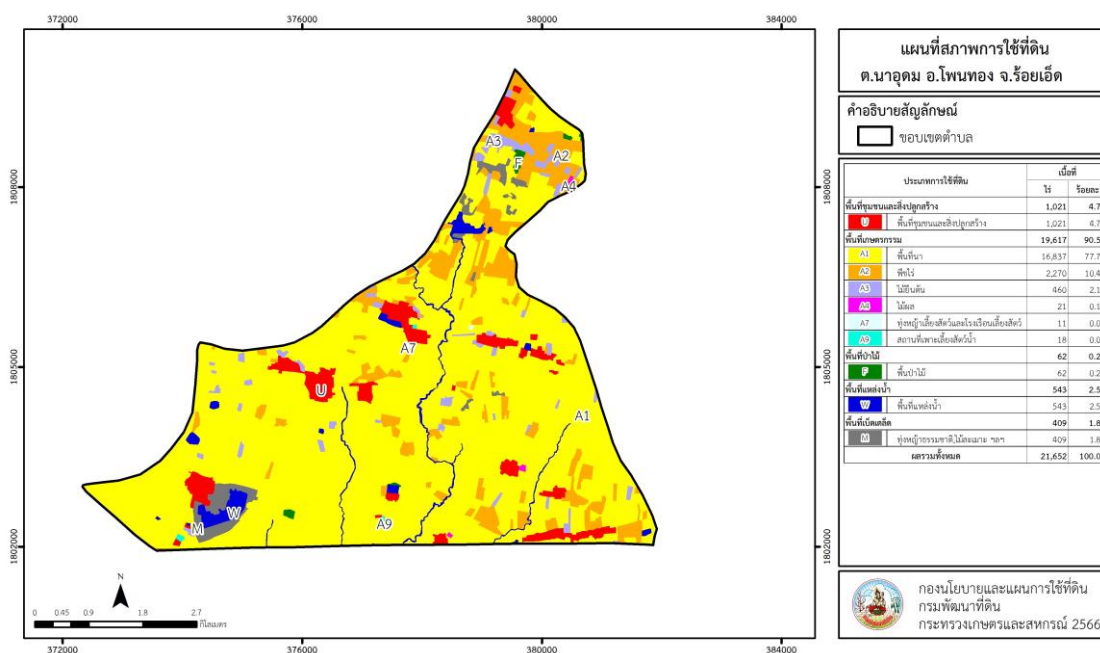 372000 376000 380000 384000
1808000 1808000
1805000 1805000
1802000 1802000
A3
A2
F
A4
A7
U
A1
W
M
A9
N
0 0.45 0.9 1.8 2.7
กิโลเมตร
372000 376000 380000 384000
แผนที่สภาพการใช้ที่ดิน
ต.นาอุดม อ.โพนทอง จ.ร้อยเอ็ด
คำอธิบายสัญลักษณ์
ขอบเขตตำบล
ประเภทการใช้ที่ดิน เนื้อที่
ไร่ ร้อยละ
พื้นที่ชุมชนและสิ่งปลูกสร้าง 1,021 4.7
U พื้นที่ชุมชนและสิ่งปลูกสร้าง 1,021 4.7
พื้นที่เกษตรกรรม 19,617 90.5
A1 พื้นที่นา 16,837 77.7
A2 พืชไร่ 2,270 10.4
A3 ไม้ยืนต้น 460 2.1
A4 ไม้ผล 21 0.1
A7 ทุ่งหญ้าเลี้ยงสัตว์และโรงเรือนเลี้ยงสัตว์ 11 0.0
A9 สถานที่เพาะเลี้ยงสัตว์น้ำ 18 0.0
พื้นที่ป่าไม้ 62 0.2
F พื้นป่าไม้ 62 0.2
พื้นที่แหล่งน้ำ 543 2.5
W พื้นที่แหล่งน้ำ 543 2.5
พื้นที่เบ็ดเตล็ด 409 1.8
M ทุ่งหญ้าธรรมชาติ,ไม้ละเมาะ ฯลฯ 409 1.8
ผลรวมทั้งหมด 21,652 100.0
กองนโยบายและแผนการใช้ที่ดิน
กรมพัฒนาที่ดิน
กระทรวงเกษตรและสหกรณ์ 2566